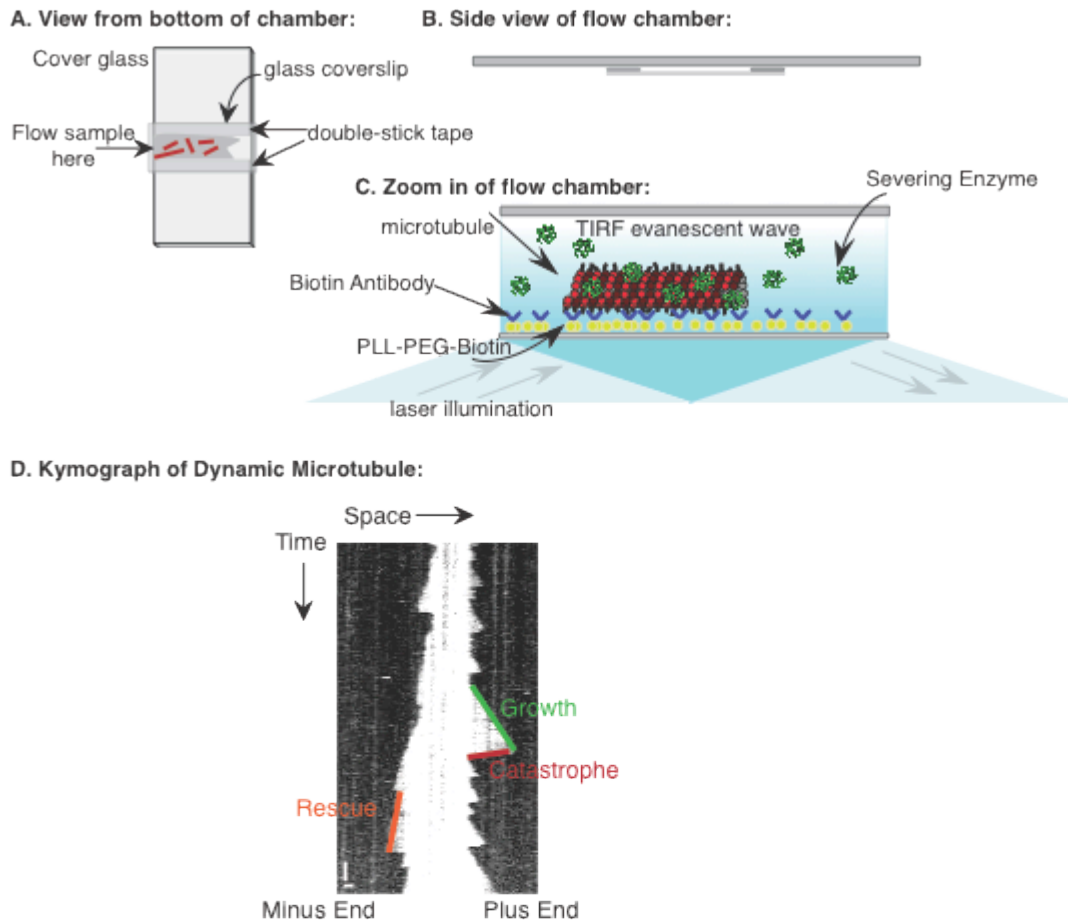 A. View from bottom of chamber:
B. Side view of flow chamber:
Cover glass
glass coverslip
Flow sample
here
double-stick tape
C. Zoom in of flow chamber:
Severing Enzyme
microtubule
TIRF evanescent wave
Biotin Antibody
PLL-PEG-Biotin
laser illumination
D. Kymograph of Dynamic Microtubule:
Space
Time
Growth
Catastrophe
Rescue
Minus End
Plus End